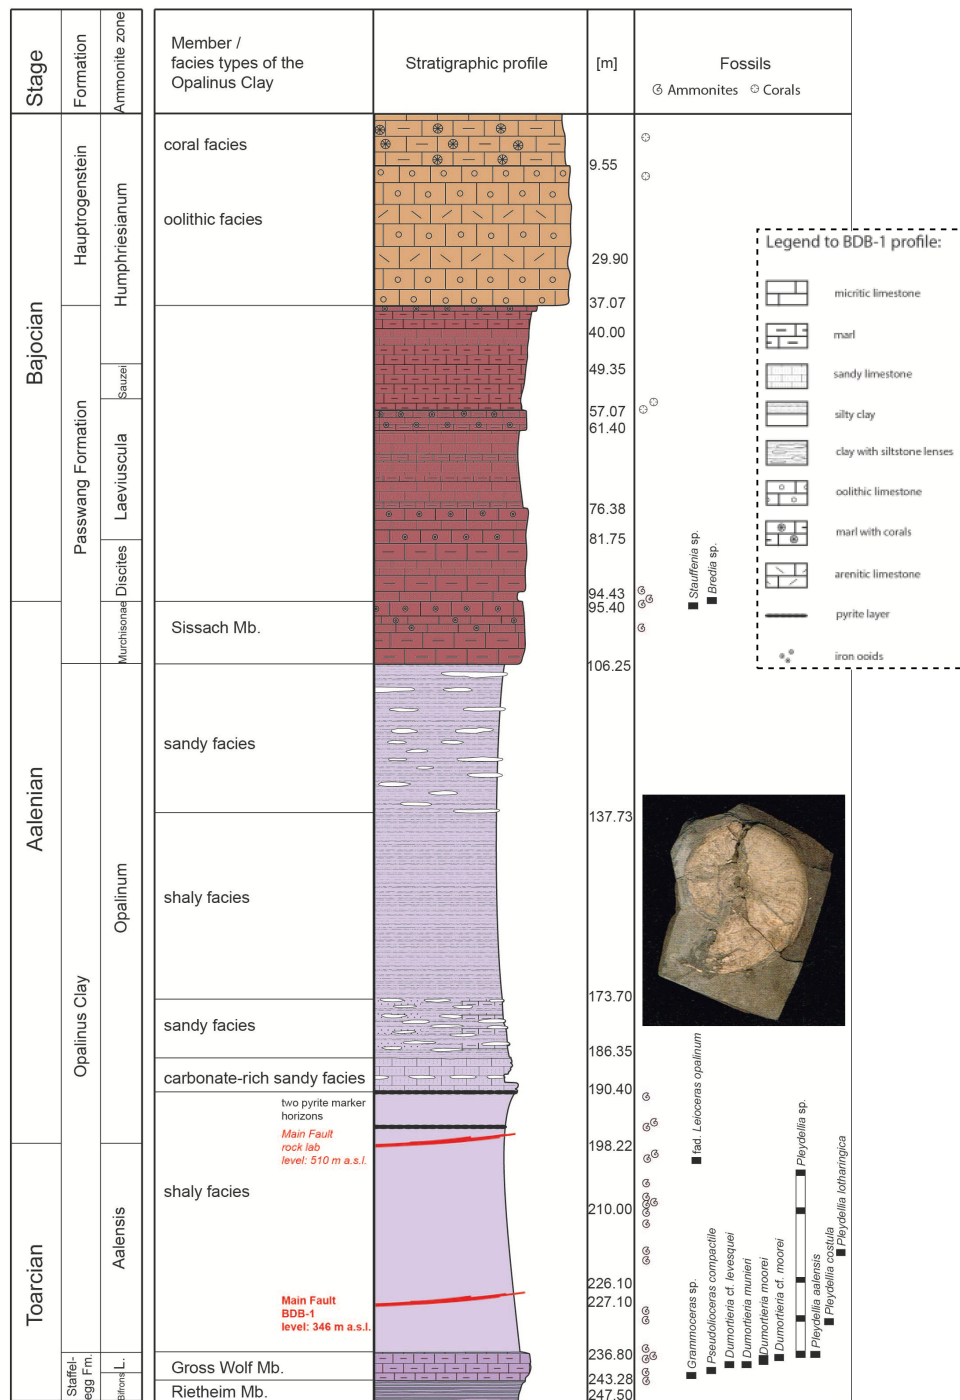 Stage
Formation
Ammonite zone
Member /
facies types of the
Opalinus Clay
Stratigraphic profile
[m]
Fossils
Ammonites
Corals
Bajocian
Aalenian
Toarcian
Hauptrogenstein
Passwang Formation
Opalinus Clay
Staffel-
egg Fm.
Humphriesianum
Sauzei
Laeviuscula
Discites
Murchisonae
Opalinum
Aalensis
L.
Bifrons
coral facies
oolithic facies
Sissach Mb.
sandy facies
shaly facies
sandy facies
carbonate-rich sandy facies
two pyrite marker
horizons
Main Fault
rock lab
level: 510 m a.s.l.
shaly facies
Main Fault
BDB-1
level: 346 m a.s.l.
Gross Wolf Mb.
Rietheim Mb.
9.55
29.90
37.07
40.00
49.35
57.07
61.40
76.38
81.75
94.43
95.40
106.25
137.73
173.70
186.35
190.40
198.22
210.00
226.10
227.10
236.80
243.28
247.50
Stauffenia sp.
Bredia sp.
fad. Leioceras opalinum
Grammoceras sp.
Pseudolioceras compactile
Dumortieria cf. levesquei
Dumortieria munieri
Dumortieria moorei
Dumortieria cf. moorei
Pleydellia sp.
Pleydellia aalensis
Pleydellia costula
Pleydellia lotharingica
Legend to BDB-1 profile:
micritic limestone
marl
sandy limestone
silty clay
clay with siltstone lenses
oolithic limestone
marl with corals
arenitic limestone
pyrite layer
iron ooids